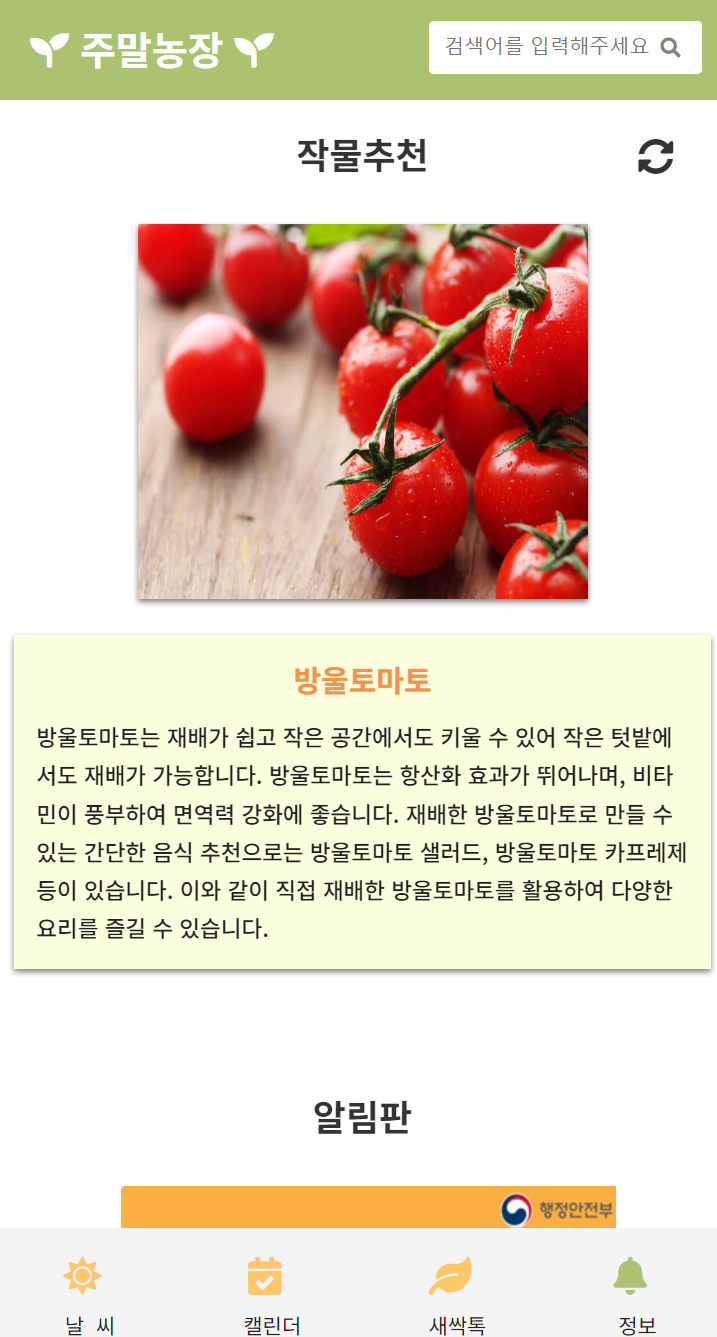 주말농장
검색어를 입력해주세요
작물추천
방울토마토
방울토마토는 재배가 쉽고 작은 공간에서도 키울 수 있어 작은 텃밭에
서도 재배가 가능합니다. 방울토마토는 항산화 효과가 뛰어나며, 비타
민이 풍부하여 면역력 강화에 좋습니다. 재배한 방울토마토로 만들 수
있는 간단한 음식 추천으로는 방울토마토 샐러드, 방울토마토 카프레제
등이 있습니다. 이와 같이 직접 재배한 방울토마토를 활용하여 다양한
요리를 즐길 수 있습니다.
알림판
행정안전부
날 씨
캘린더
새싹톡
정보